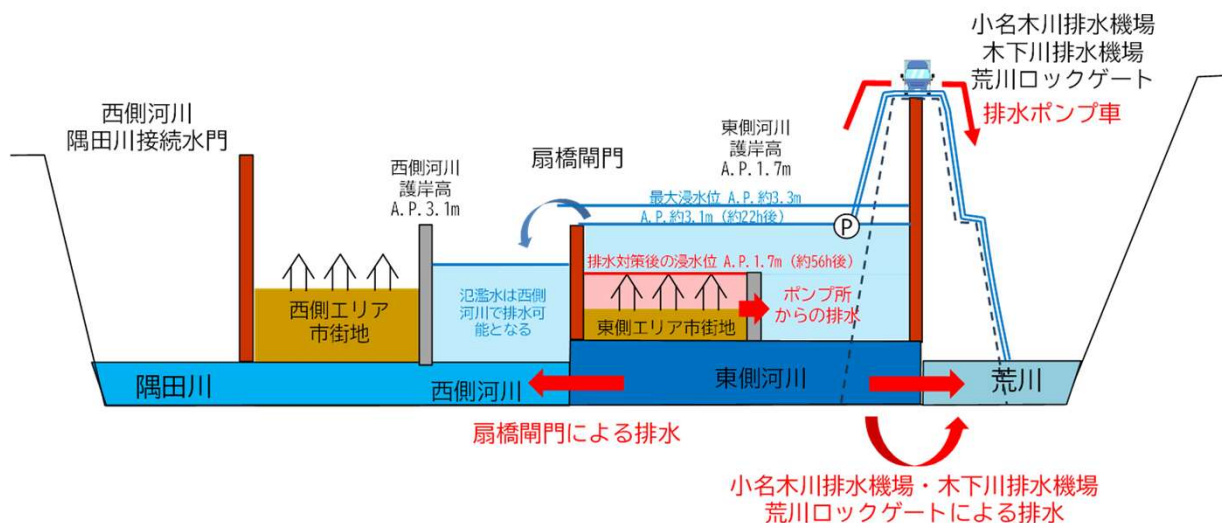 小名木川排水機場
木下川排水機場
荒川ロックゲート
排水ポンプ車
西側河川
隅田川接続水門
西側河川
護岸高
A.P.3.1m
扇橋閘門
東側河川
護岸高
A.P.1.7m
最大浸水位 A.P.約3.3m
A.P.約3.1m（約22h後）
P
排水対策後の浸水位 A.P.1.7m（約56h後）
西側エリア
市街地
氾濫水は西側
河川で排水可
能となる
東側エリア市街地
ポンプ所
からの排水
隅田川
西側河川
東側河川
荒川
扇橋閘門による排水
小名木川排水機場・木下川排水機場
荒川ロックゲートによる排水